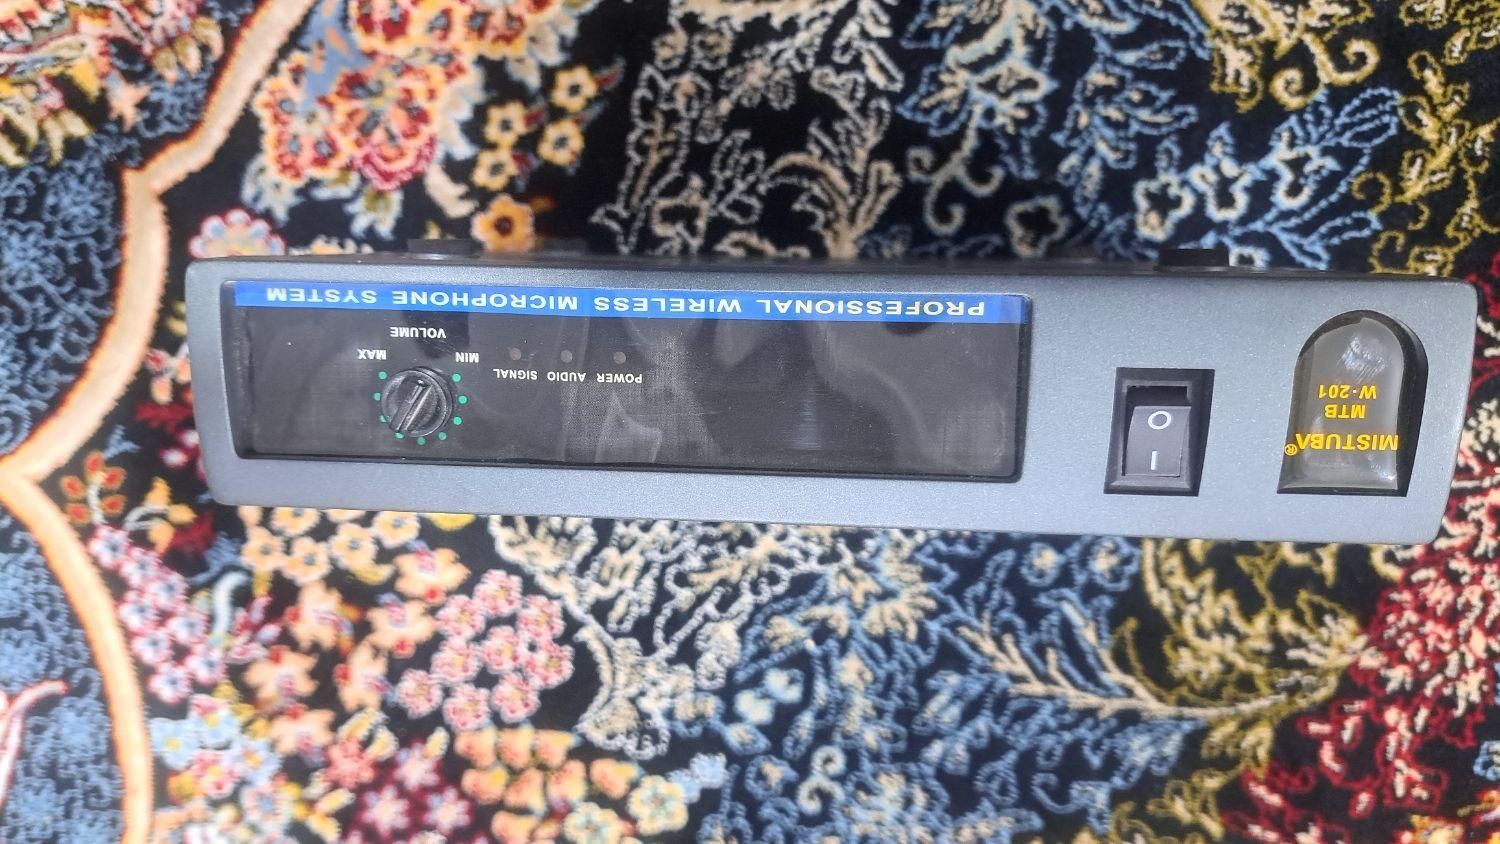 MISTUBA®
MTB
W-201
O
I
POWER AUDIO SIGNAL
MIN MAX
VOLUME
PROFESSIONAL WIRELESS MICROPHONE SYSTEM